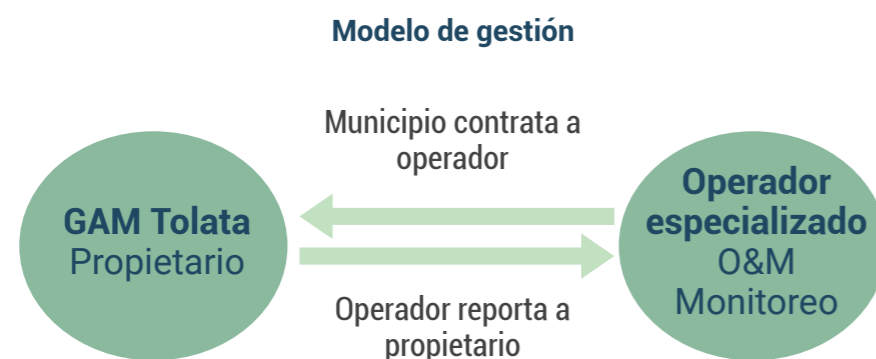 Modelo de gestión
Municipio contrata a
operador
GAM Tolata
Propietario
Operador
especializado
O&M
Monitoreo
Operador reporta a
propietario